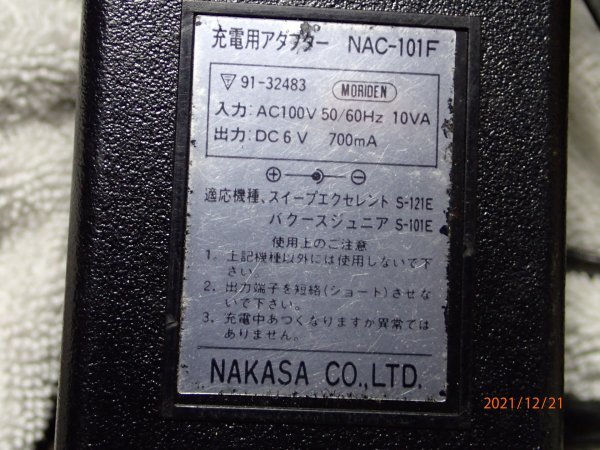 充電用アダプター NAC-101F
▽ 91-32483 MORIDEN
入力:AC100V 50/60Hz 10VA
出力:DC6V 700mA
⊕ ⊖
適応機種、スイープエクセレント S-121E
バクースジュニア S-101E
使用上のご注意
1. 上記機種以外には使用しないで下
さい。
2. 出力端子を短絡(ショート)させな
いで下さい。
3. 充電中あつくなりますが異常では
ありません。
NAKASA CO.,LTD.
2021/12/21